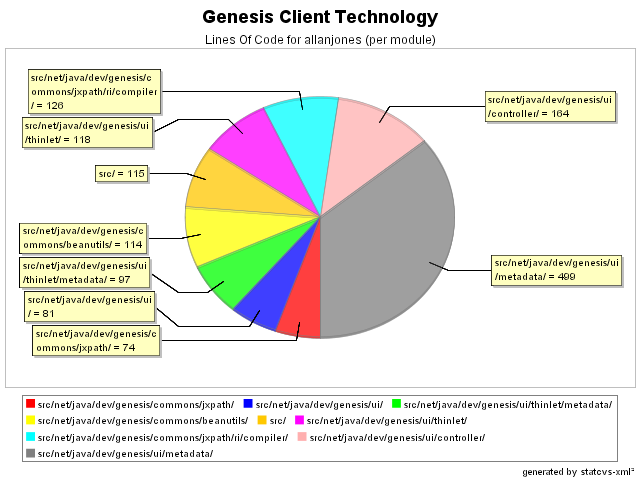 Genesis Client Technology
Lines Of Code for allanjones (per module)
src/net/java/dev/genesis/c
ommons/jxpath/ri/compiler
/ = 126
src/net/java/dev/genesis/ui
/controller/ = 164
src/net/java/dev/genesis/ui
/thinlet/ = 118
src/ = 115
src/net/java/dev/genesis/c
ommons/beanutils/ = 114
src/net/java/dev/genesis/ui
/thinlet/metadata/ = 97
src/net/java/dev/genesis/ui
/metadata/ = 499
src/net/java/dev/genesis/ui
/ = 81
src/net/java/dev/genesis/c
ommons/jxpath/ = 74
src/net/java/dev/genesis/commons/jxpath/ src/net/java/dev/genesis/ui/ src/net/java/dev/genesis/ui/thinlet/metadata/
src/net/java/dev/genesis/commons/beanutils/ src/ src/net/java/dev/genesis/ui/thinlet/
src/net/java/dev/genesis/commons/jxpath/ri/compiler/ src/net/java/dev/genesis/ui/controller/
src/net/java/dev/genesis/ui/metadata/
generated by statcvs-xml²